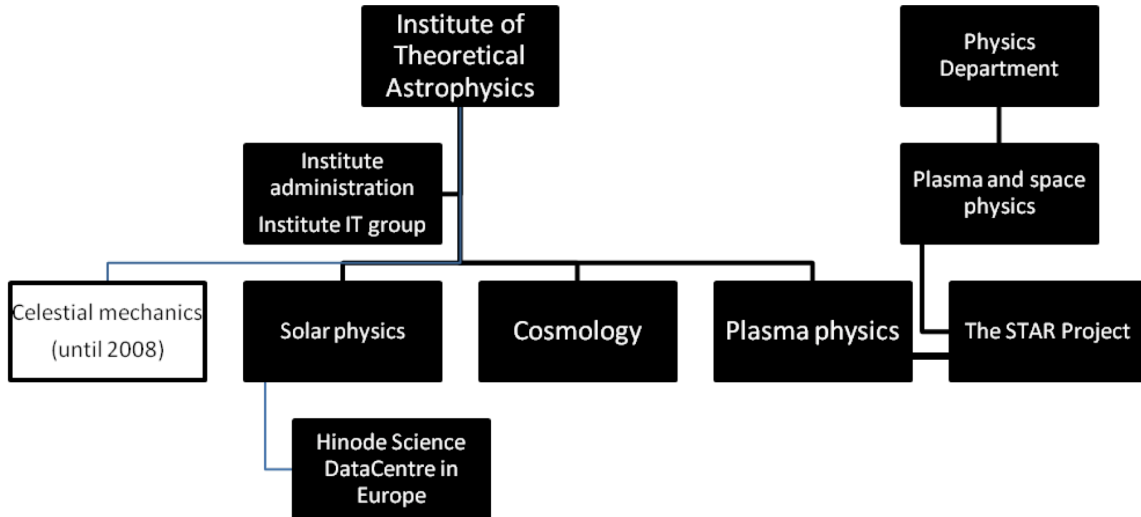 Institute of
Theoretical
Astrophysics
Physics
Department
Institute
administration
Institute IT group
Plasma and space
physics
Celestial mechanics
(until 2008)
Solar physics
Cosmology
Plasma physics
The STAR Project
Hinode Science
DataCentre in
Europe